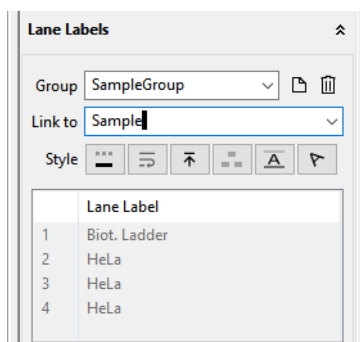 Lane Labels
Group SampleGroup
Link to Sample
Style A A
Lane Label
1 Biot. Ladder
2 HeLa
3 HeLa
4 HeLa